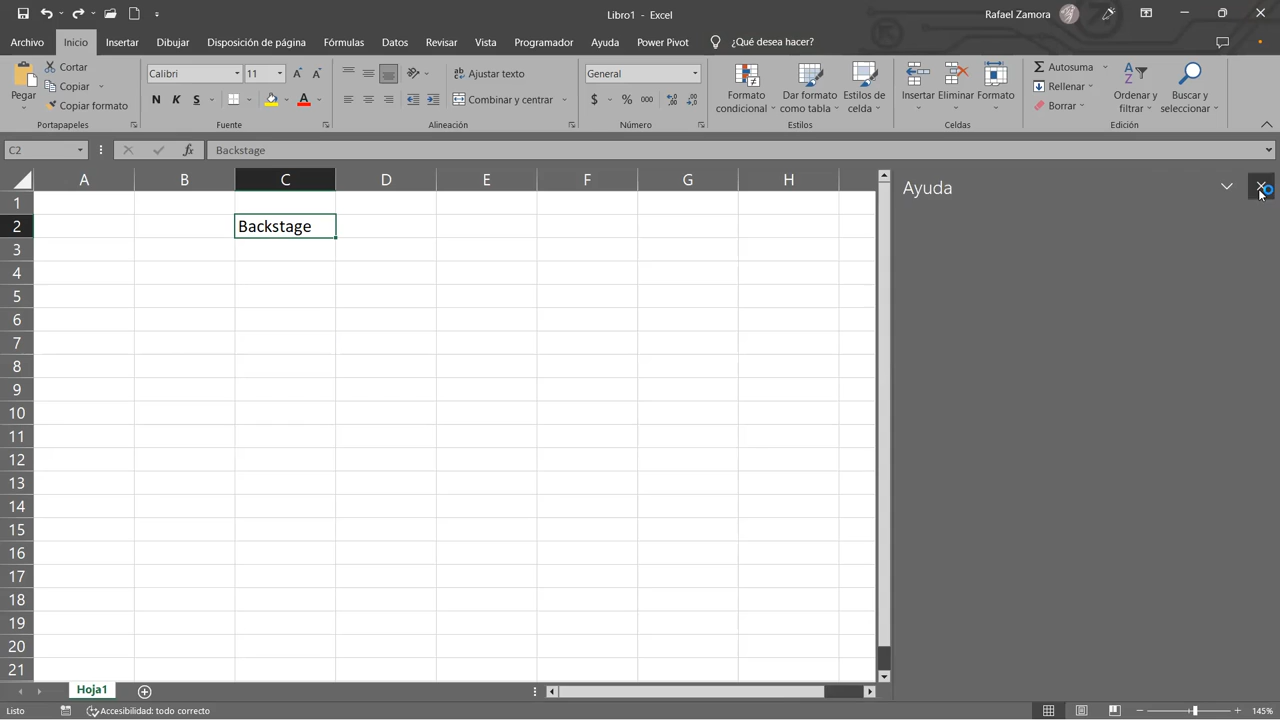 Libro1 - Excel
Rafael Zamora
Archivo Inicio Insertar Dibujar Disposición de página Fórmulas Datos Revisar Vista Programador Ayuda Power Pivot ¿Qué desea hacer?
Pegar
Cortar
Copiar
Copiar formato
Portapapeles
Calibri 11
N K S
Fuente
Ajustar texto
Combinar y centrar
Alineación
General
$ % 000
Número
Formato condicional
Dar formato como tabla
Estilos de celda
Estilos
Insertar Eliminar Formato
Celdas
Autosuma
Rellenar
Borrar
Ordenar y filtrar
Buscar y seleccionar
Edición
C2 fx Backstage
A B C D E F G H
Ayuda
1
2 Backstage
3
4
5
6
7
8
9
10
11
12
13
14
15
16
17
18
19
20
21
Hoja1
Listo Accesibilidad: todo correcto 145%